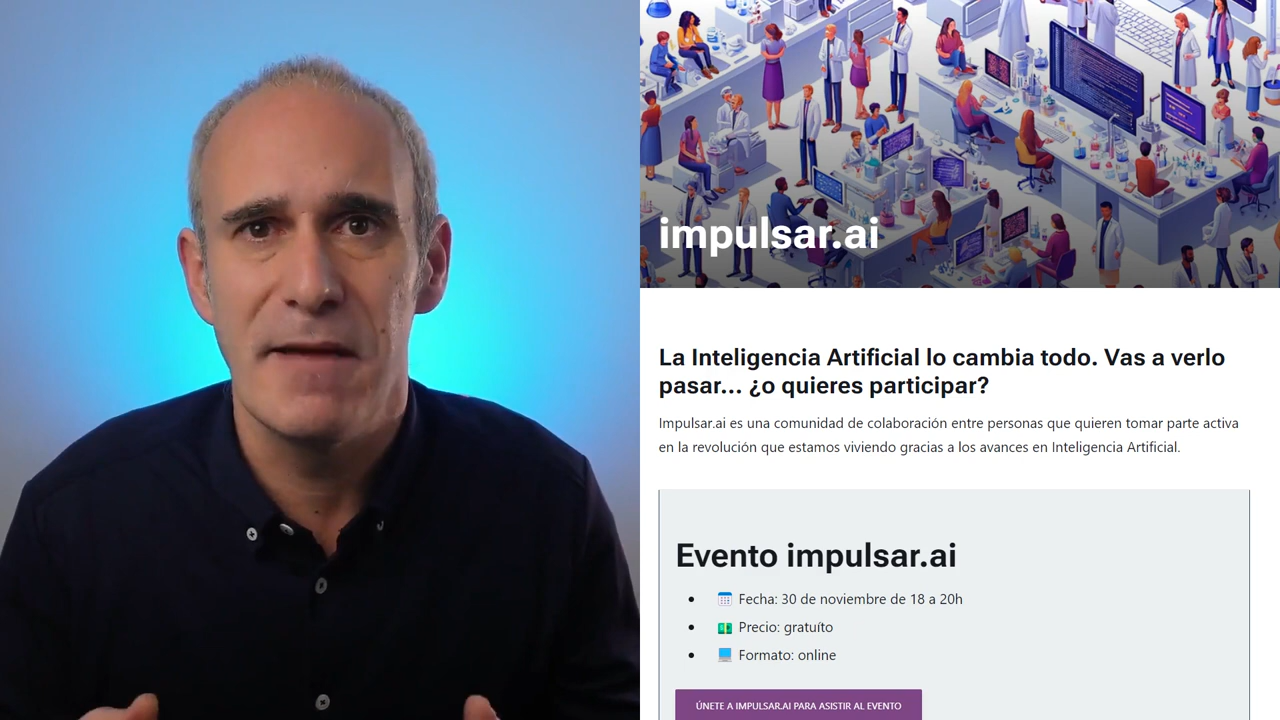 impulsar.ai
La Inteligencia Artificial lo cambia todo. Vas a verlo
pasar... ¿o quieres participar?
Impulsar.ai es una comunidad de colaboración entre personas que quieren tomar parte activa
en la revolución que estamos viviendo gracias a los avances en Inteligencia Artificial.
Evento impulsar.ai
Fecha: 30 de noviembre de 18 a 20h
Precio: gratuíto
Formato: online
ÚNETE A IMPULSAR.AI PARA ASISTIR AL EVENTO